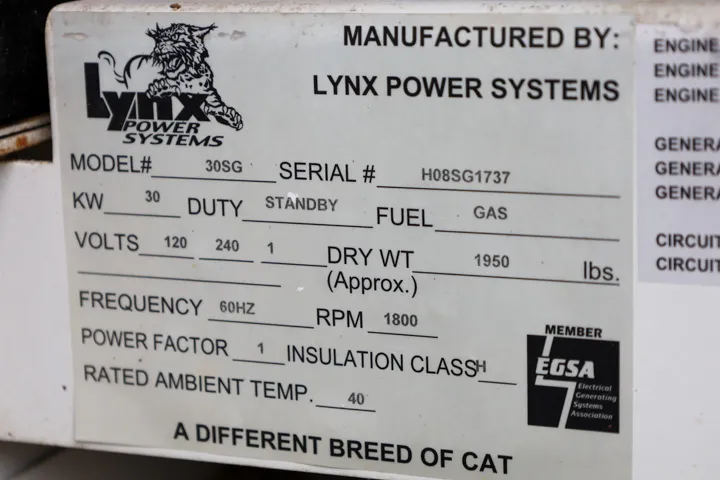 MANUFACTURED BY:
LYNX POWER SYSTEMS
Lynx
POWER
SYSTEMS
MODEL# 30SG SERIAL # H08SG1737
KW 30 DUTY STANDBY FUEL GAS
VOLTS 120 240 1 DRY WT 1950 lbs.
(Approx.)
FREQUENCY 60HZ RPM 1800
POWER FACTOR 1 INSULATION CLASS H
RATED AMBIENT TEMP. 40
MEMBER
EGSA
Electrical
Generating
Systems
Association
A DIFFERENT BREED OF CAT
ENGINE
ENGINE
ENGINE
GENERA
GENERA
GENERA
CIRCUIT
CIRCUIT